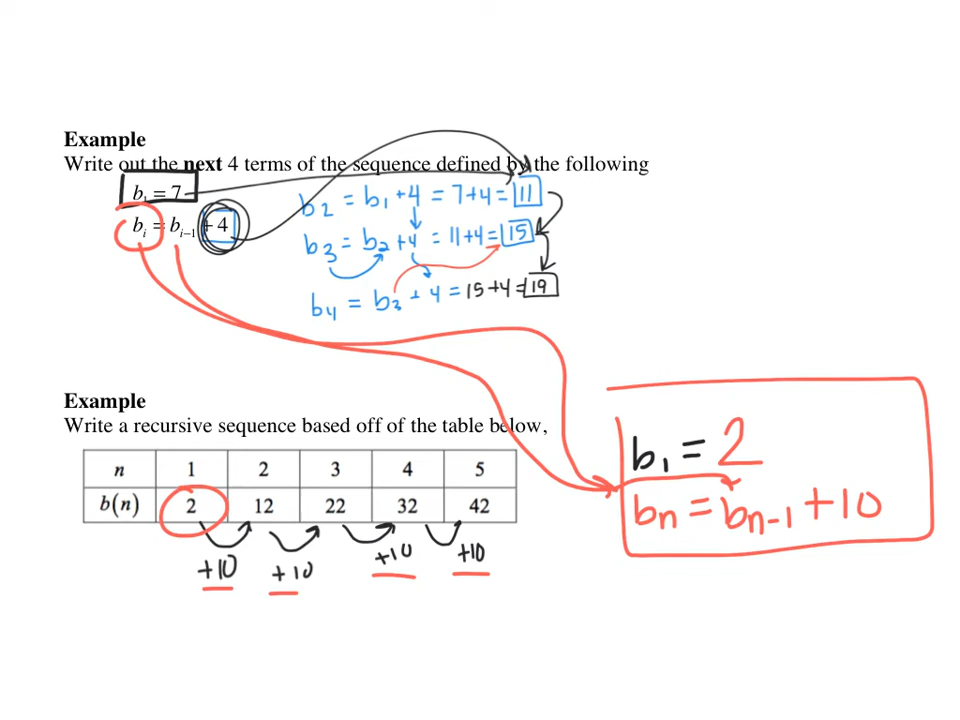 Example
Write out the next 4 terms of the sequence defined by the following
b₁ = 7
bᵢ = bᵢ₋₁ + 4
b₂ = b₁ + 4 = 7+4 = 11
b₃ = b₂ + 4 = 11+4 = 15
b₄ = b₃ + 4 = 15+4 = 19
Example
Write a recursive sequence based off of the table below,
n 1 2 3 4 5
b(n) 2 12 22 32 42
+10 +10 +10 +10
b₁ = 2
bₙ = bₙ₋₁ + 10